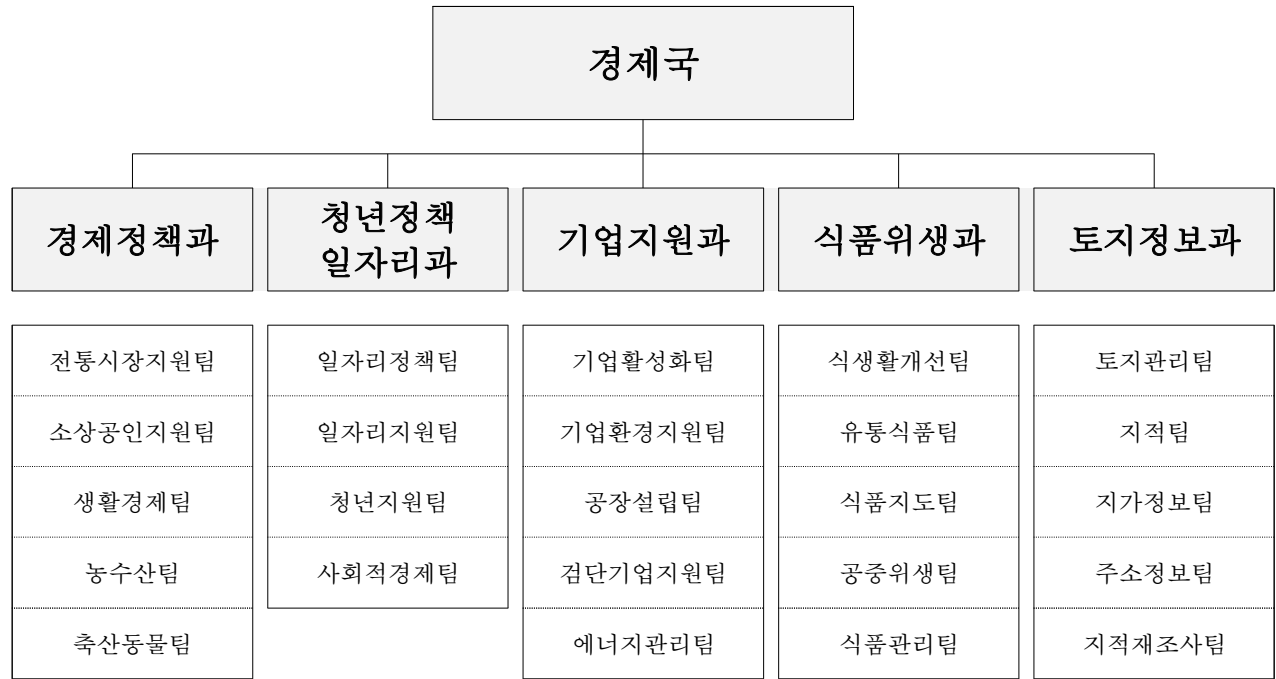 경제국
경제정책과
청년정책
일자리과
기업지원과
식품위생과
토지정보과
전통시장지원팀
소상공인지원팀
생활경제팀
농수산팀
축산동물팀
일자리정책팀
일자리지원팀
청년지원팀
사회적경제팀
기업활성화팀
기업환경지원팀
공장설립팀
검단기업지원팀
에너지관리팀
식생활개선팀
유통식품팀
식품지도팀
공중위생팀
식품관리팀
토지관리팀
지적팀
지가정보팀
주소정보팀
지적재조사팀